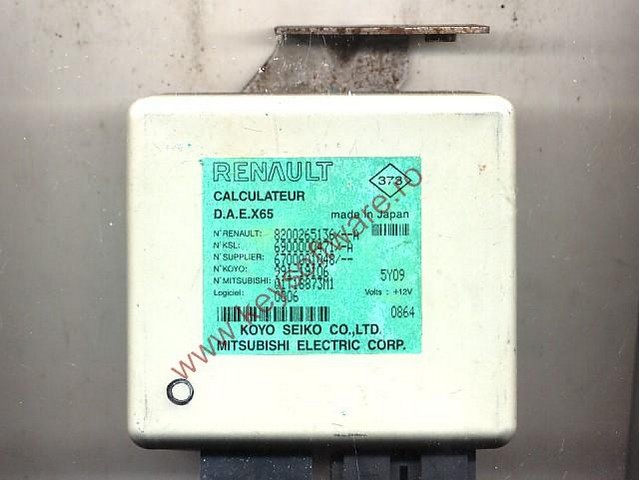 RENAULT
373
CALCULATEUR
D.A.E.X65 made in Japan
N°RENAULT: 8200265136/--A
N°KSL: --A
N°SUPPLIER: /--
N°KOYO:
N°MITSUBISHI: 5Y09
Logiciel: 0606 Volts : +12V
0864
KOYO SEIKO CO.,LTD.
MITSUBISHI ELECTRIC CORP.